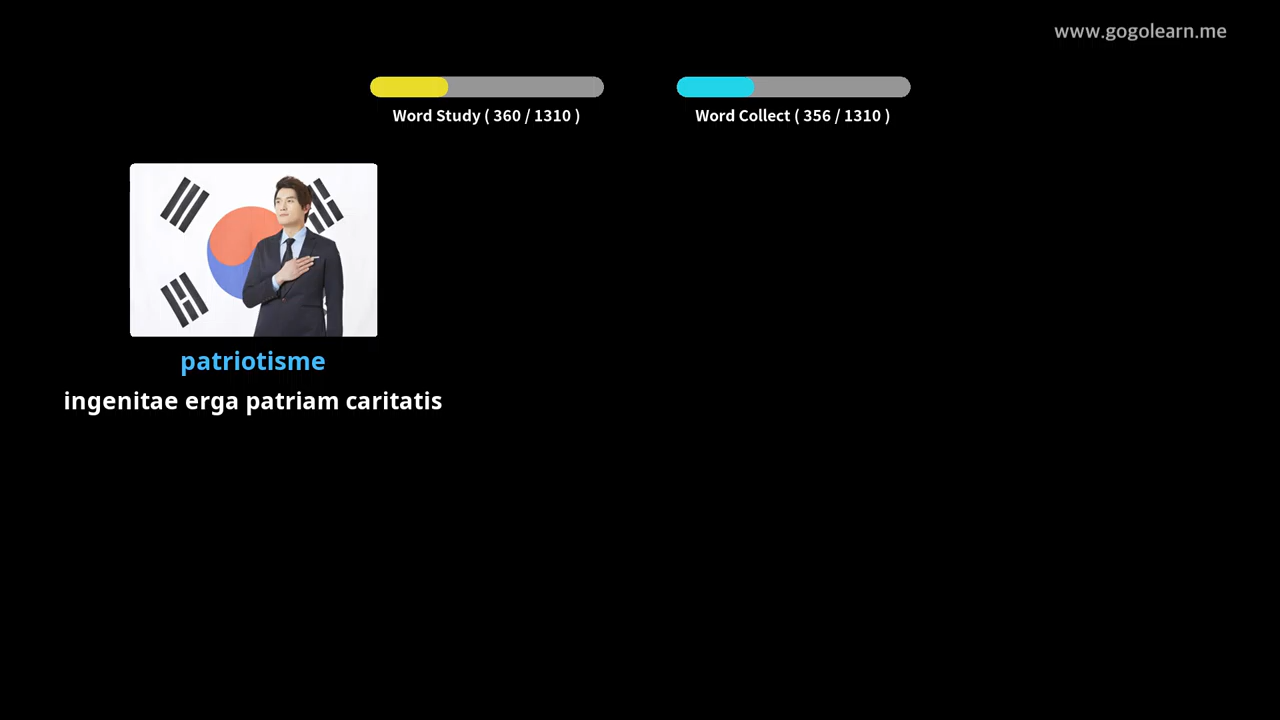 www.gogolearn.me
Word Study ( 360 / 1310 )
Word Collect ( 356 / 1310 )
patriotisme
ingenitae erga patriam caritatis